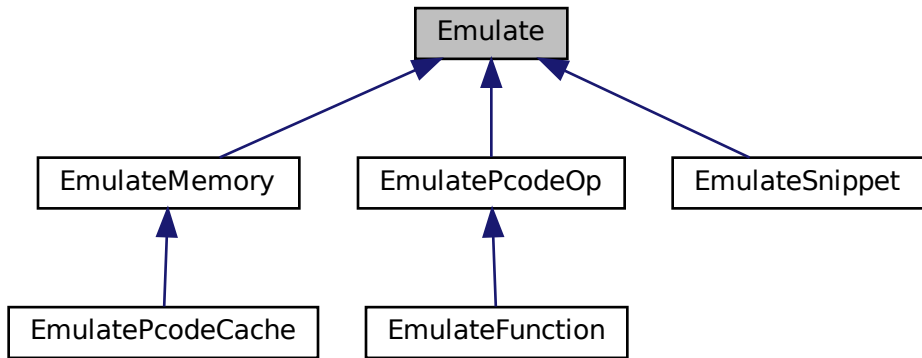 Emulate
EmulateMemory
EmulatePcodeOp
EmulateSnippet
EmulatePcodeCache
EmulateFunction